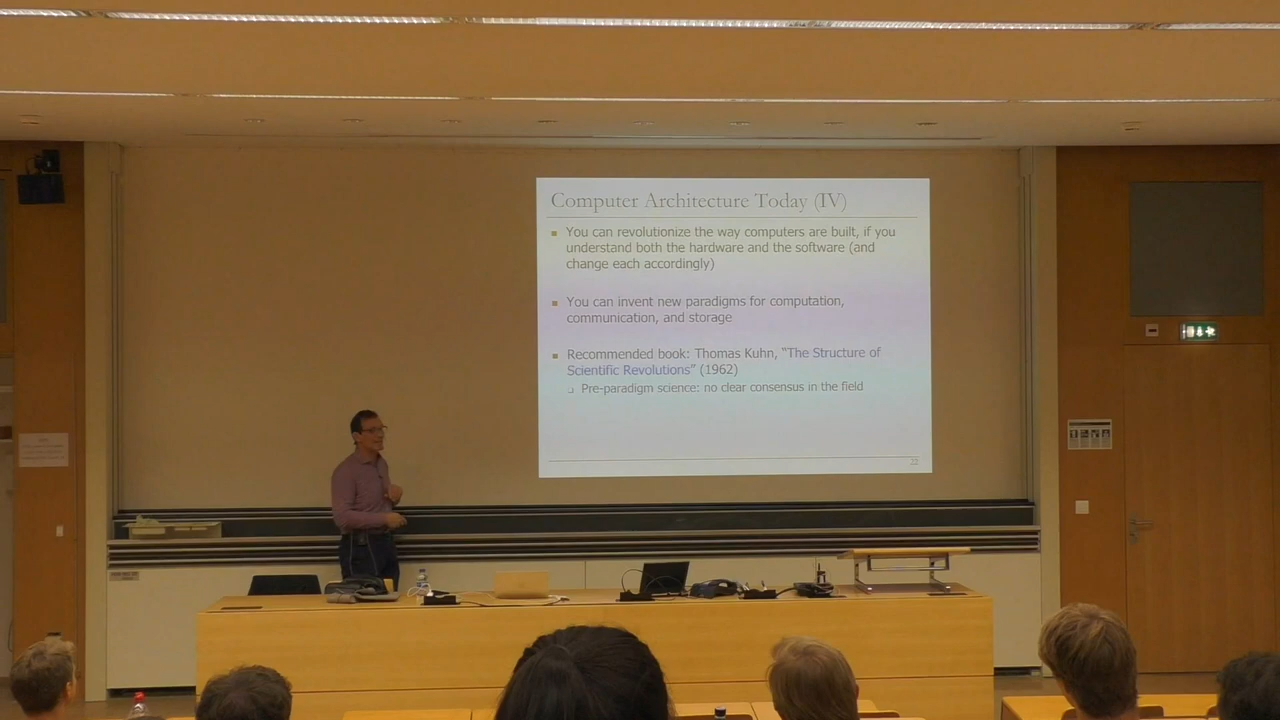 Computer Architecture Today (IV)
You can revolutionize the way computers are built, if you
understand both the hardware and the software (and
change each accordingly)
You can invent new paradigms for computation,
communication, and storage
Recommended book: Thomas Kuhn, “The Structure of
Scientific Revolutions” (1962)
Pre-paradigm science: no clear consensus in the field